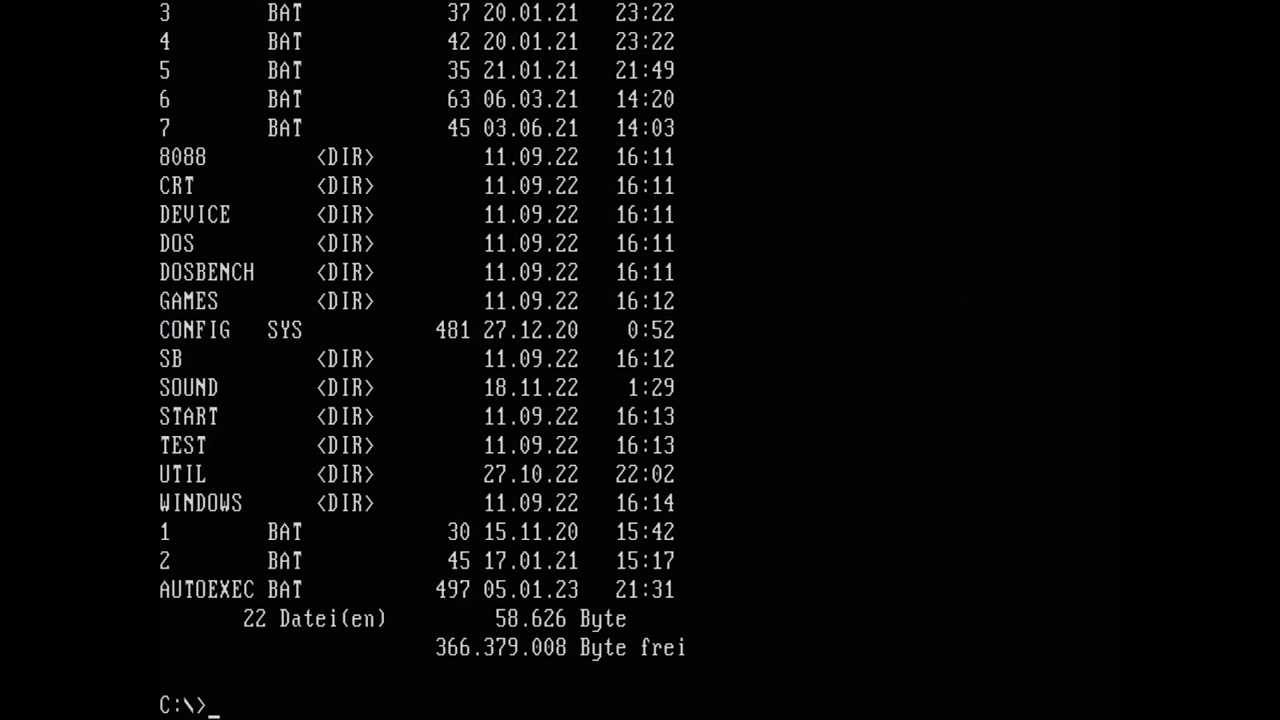 3        BAT            37 20.01.21   23:22
4        BAT            42 20.01.21   23:22
5        BAT            35 21.01.21   21:49
6        BAT            63 06.03.21   14:20
7        BAT            45 03.06.21   14:03
8088         <DIR>         11.09.22   16:11
CRT          <DIR>         11.09.22   16:11
DEVICE       <DIR>         11.09.22   16:11
DOS          <DIR>         11.09.22   16:11
DOSBENCH     <DIR>         11.09.22   16:11
GAMES        <DIR>         11.09.22   16:12
CONFIG   SYS           481 27.12.20    0:52
SB           <DIR>         11.09.22   16:12
SOUND        <DIR>         18.11.22    1:29
START        <DIR>         11.09.22   16:13
TEST         <DIR>         11.09.22   16:13
UTIL         <DIR>         27.10.22   22:02
WINDOWS      <DIR>         11.09.22   16:14
1        BAT            30 15.11.20   15:42
2        BAT            45 17.01.21   15:17
AUTOEXEC BAT           497 05.01.23   21:31
       22 Datei(en)         58.626 Byte
                       366.379.008 Byte frei
C:\>_